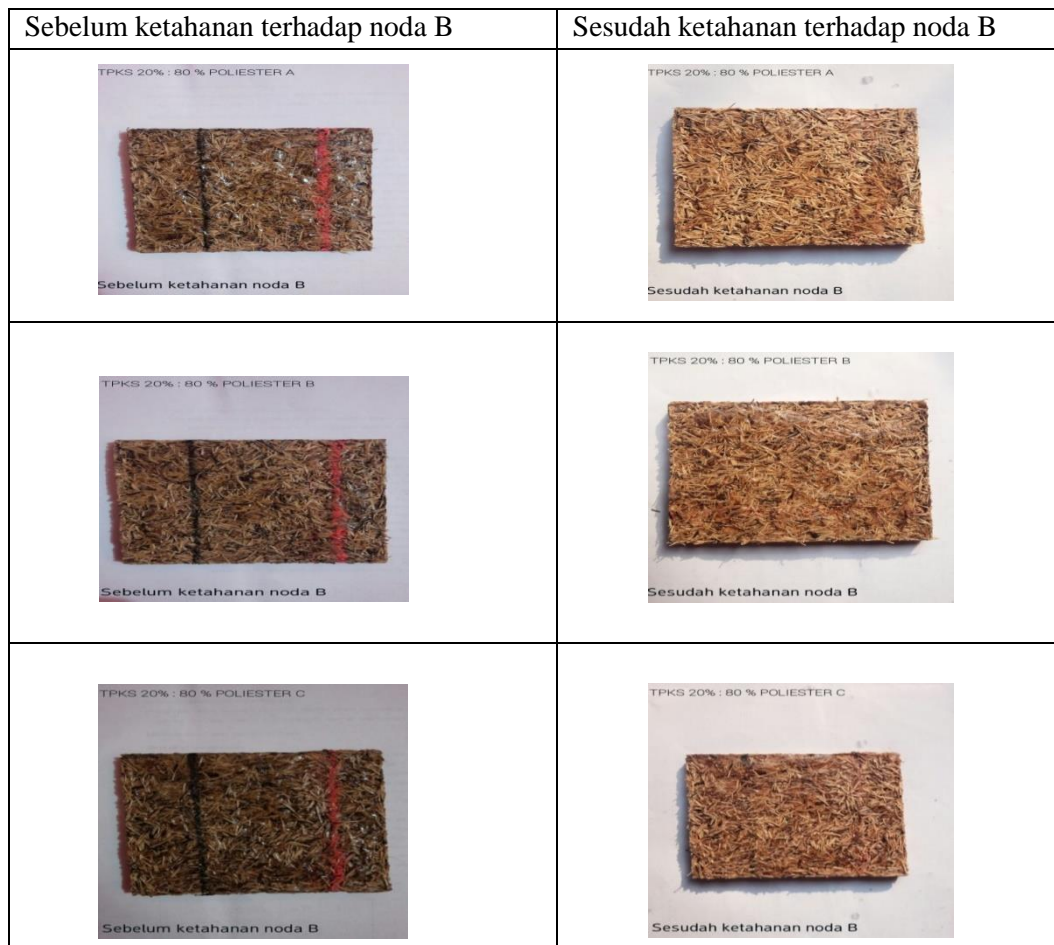 Sebelum ketahanan terhadap noda B
Sesudah ketahanan terhadap noda B
TPKS 20% : 80 % POLIESTER A
Sebelum ketahanan noda B
TPKS 20% : 80 % POLIESTER A
Sesudah ketahanan noda B
TPKS 20% : 80 % POLIESTER B
Sebelum ketahanan noda B
TPKS 20% : 80 % POLIESTER B
Sesudah ketahanan noda B
TPKS 20% : 80 % POLIESTER C
Sebelum ketahanan noda B
TPKS 20% : 80 % POLIESTER C
Sesudah ketahanan noda B